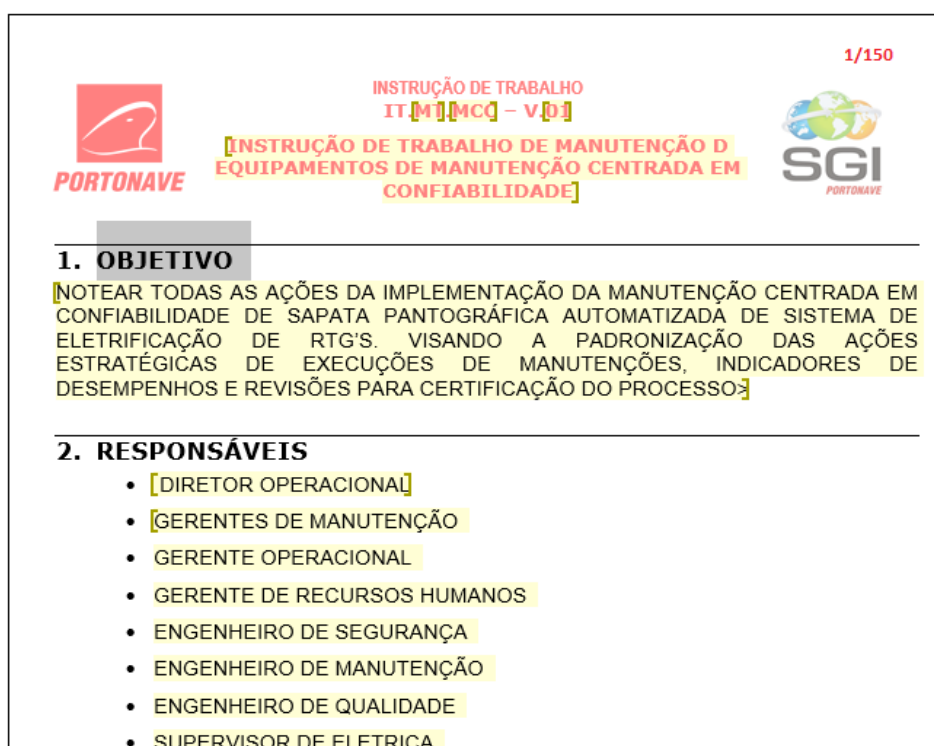 1/150
INSTRUÇÃO DE TRABALHO
IT.[MT].[MCC] – V.[01]
[INSTRUÇÃO DE TRABALHO DE MANUTENÇÃO D
EQUIPAMENTOS DE MANUTENÇÃO CENTRADA EM
CONFIABILIDADE]
PORTONAVE
SGI
PORTONAVE
1. OBJETIVO
[NOTEAR TODAS AS AÇÕES DA IMPLEMENTAÇÃO DA MANUTENÇÃO CENTRADA EM
CONFIABILIDADE DE SAPATA PANTOGRÁFICA AUTOMATIZADA DE SISTEMA DE
ELETRIFICAÇÃO DE RTG'S. VISANDO A PADRONIZAÇÃO DAS AÇÕES
ESTRATÉGICAS DE EXECUÇÕES DE MANUTENÇÕES, INDICADORES DE
DESEMPENHOS E REVISÕES PARA CERTIFICAÇÃO DO PROCESSO>]
2. RESPONSÁVEIS
• [DIRETOR OPERACIONAL]
• [GERENTES DE MANUTENÇÃO
• GERENTE OPERACIONAL
• GERENTE DE RECURSOS HUMANOS
• ENGENHEIRO DE SEGURANÇA
• ENGENHEIRO DE MANUTENÇÃO
• ENGENHEIRO DE QUALIDADE
• SUPERVISOR DE ELETRICA